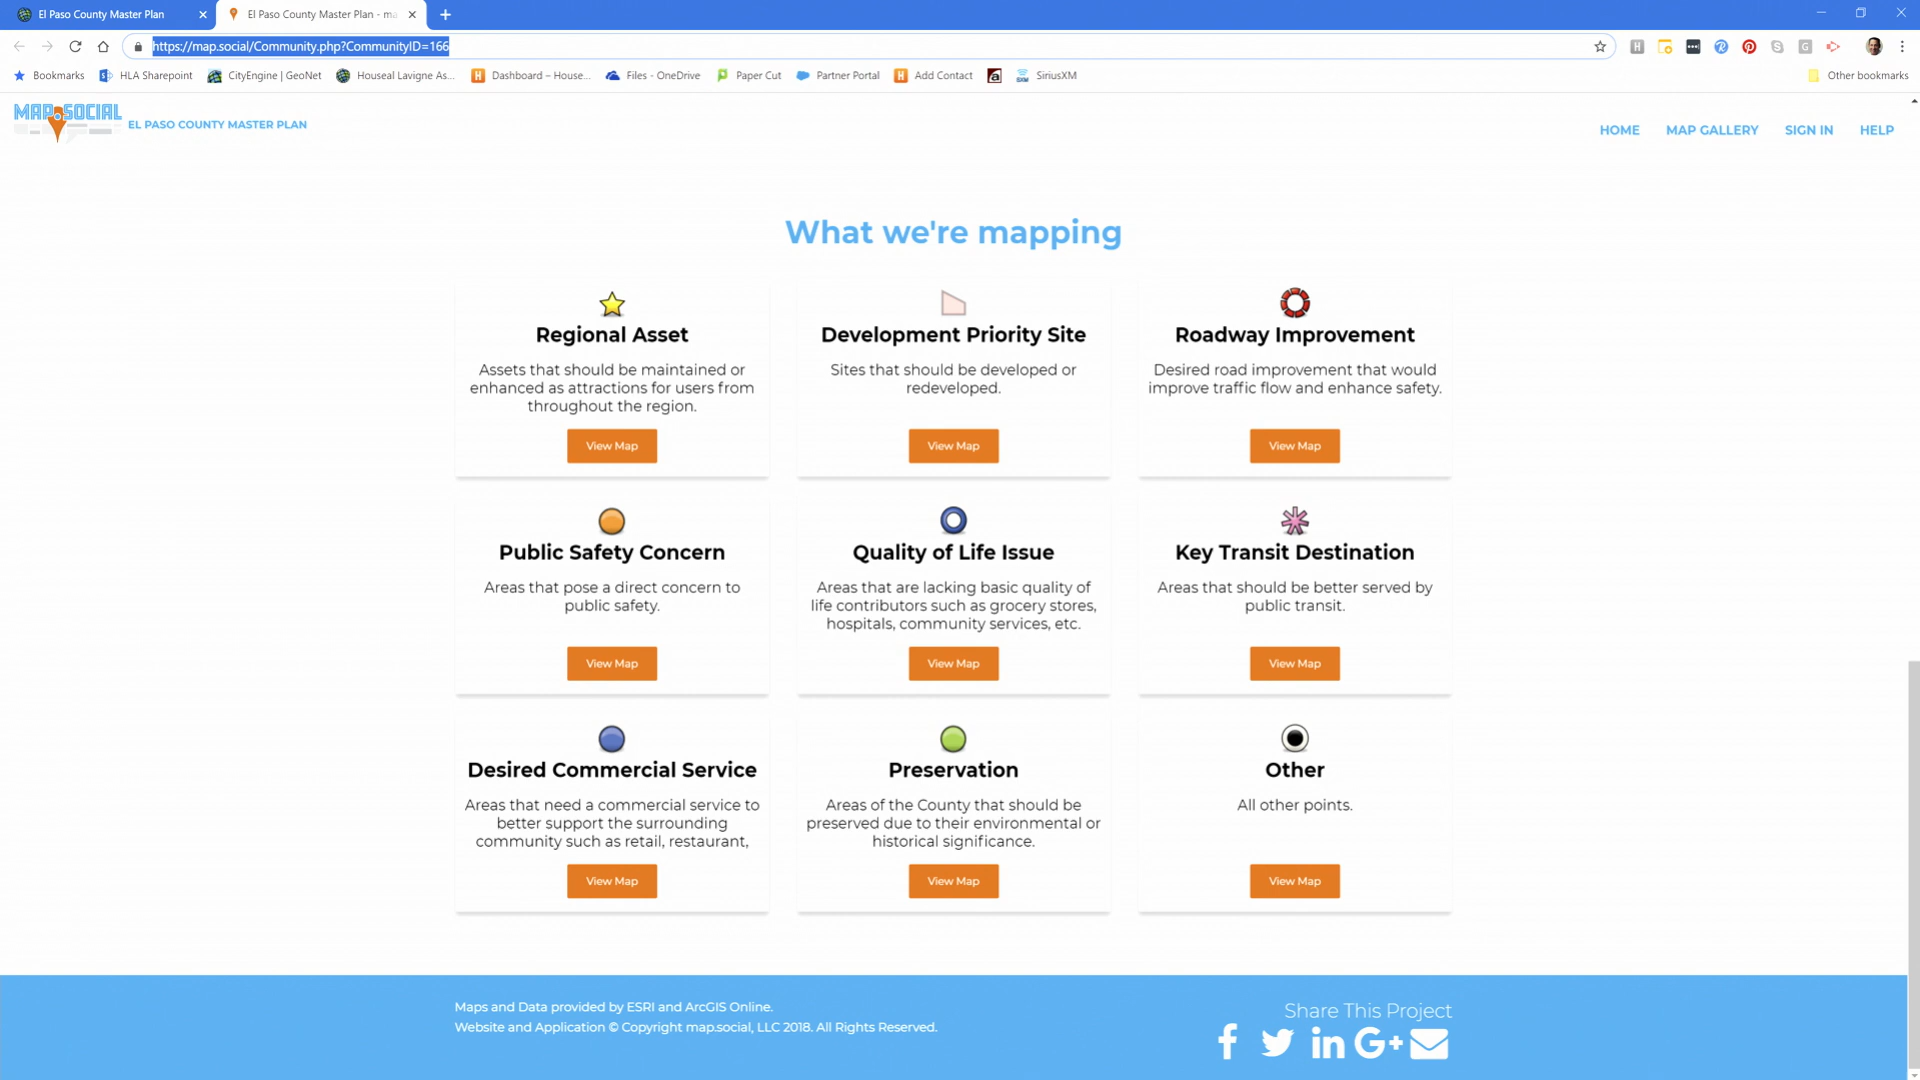 El Paso County Master Plan
El Paso County Master Plan - ma
https://map.social/Community.php?CommunityID=166
Bookmarks
HLA Sharepoint
CityEngine | GeoNet
Houseal Lavigne As...
Dashboard – House...
Files - OneDrive
Paper Cut
Partner Portal
Add Contact
SiriusXM
Other bookmarks
MAP.SOCIAL
EL PASO COUNTY MASTER PLAN
HOME
MAP GALLERY
SIGN IN
HELP
What we're mapping
Regional Asset
Assets that should be maintained or
enhanced as attractions for users from
throughout the region.
View Map
Development Priority Site
Sites that should be developed or
redeveloped.
View Map
Roadway Improvement
Desired road improvement that would
improve traffic flow and enhance safety.
View Map
Public Safety Concern
Areas that pose a direct concern to
public safety.
View Map
Quality of Life Issue
Areas that are lacking basic quality of
life contributors such as grocery stores,
hospitals, community services, etc.
View Map
Key Transit Destination
Areas that should be better served by
public transit.
View Map
Desired Commercial Service
Areas that need a commercial service to
better support the surrounding
community such as retail, restaurant,
View Map
Preservation
Areas of the County that should be
preserved due to their environmental or
historical significance.
View Map
Other
All other points.
View Map
Maps and Data provided by ESRI and ArcGIS Online.
Website and Application © Copyright map.social, LLC 2018. All Rights Reserved.
Share This Project